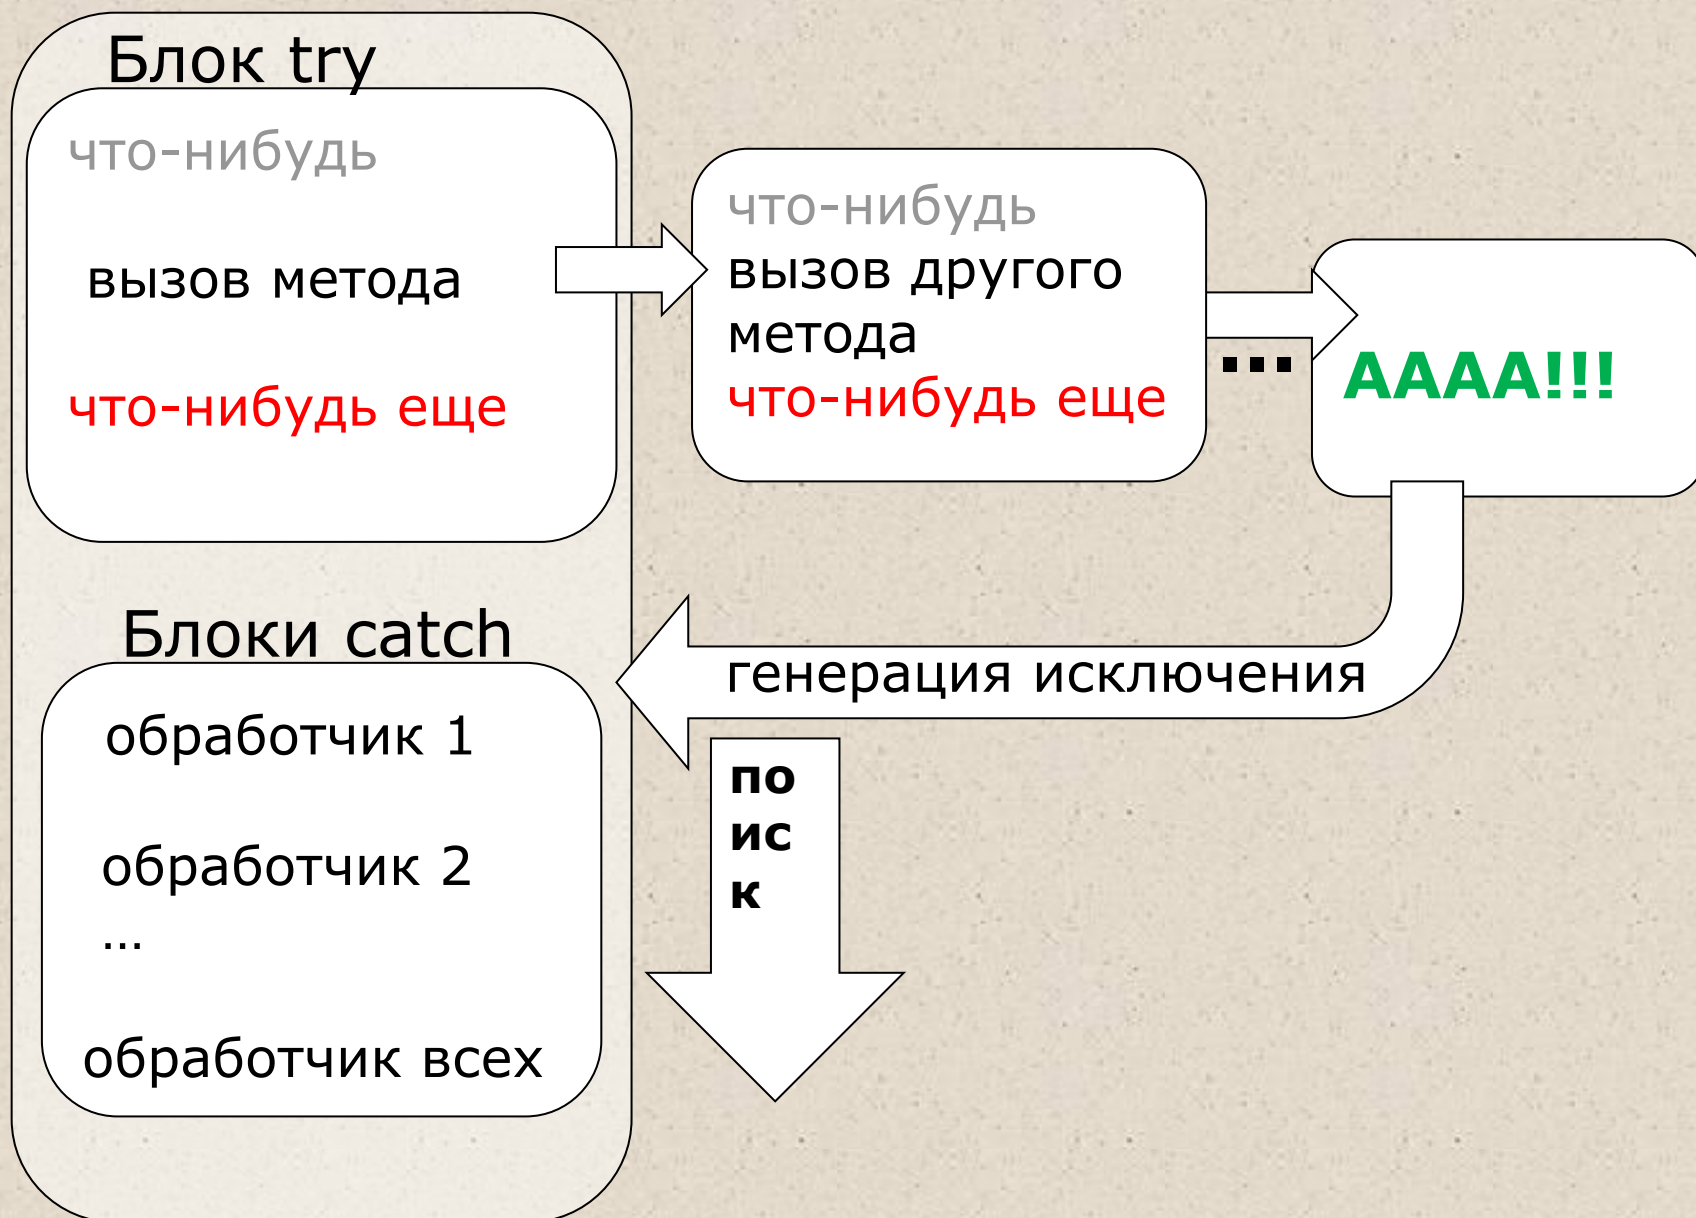 Блок try
что-нибудь
вызов метода
что-нибудь еще
что-нибудь
вызов другого
метода
что-нибудь еще
...
АААА!!!
генерация исключения
по
ис
к
Блоки catch
обработчик 1
обработчик 2
...
обработчик всех